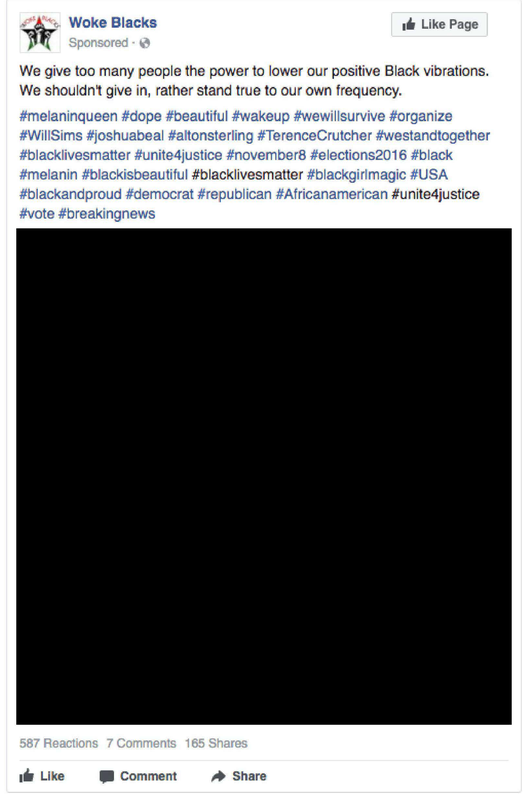 WOKE BLACKS
Woke Blacks
Like Page
Sponsored ·
We give too many people the power to lower our positive Black vibrations.
We shouldn't give in, rather stand true to our own frequency.
#melaninqueen #dope #beautiful #wakeup #wewillsurvive #organize
#WillSims #joshuabeal #altonsterling #TerenceCrutcher #westandtogether
#blacklivesmatter #unite4justice #november8 #elections2016 #black
#melanin #blackisbeautiful #blacklivesmatter #blackgirlmagic #USA
#blackandproud #democrat #republican #Africanamerican #unite4justice
#vote #breakingnews
587 Reactions 7 Comments 165 Shares
Like Comment Share